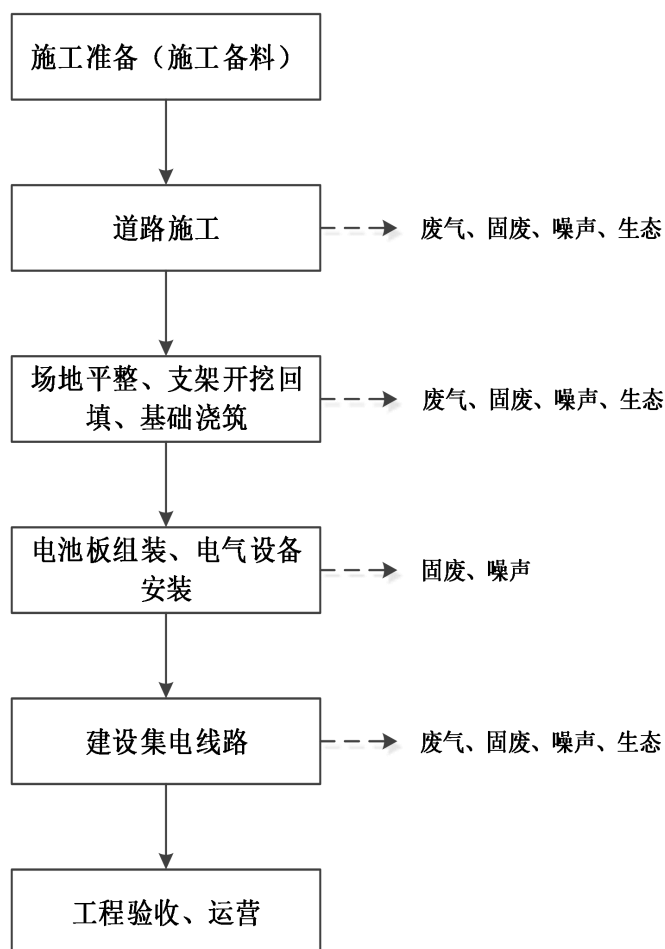 施工准备（施工备料）
道路施工
废气、固废、噪声、生态
场地平整、支架开挖回
填、基础浇筑
废气、固废、噪声、生态
电池板组装、电气设备
安装
固废、噪声
建设集电线路
废气、固废、噪声、生态
工程验收、运营